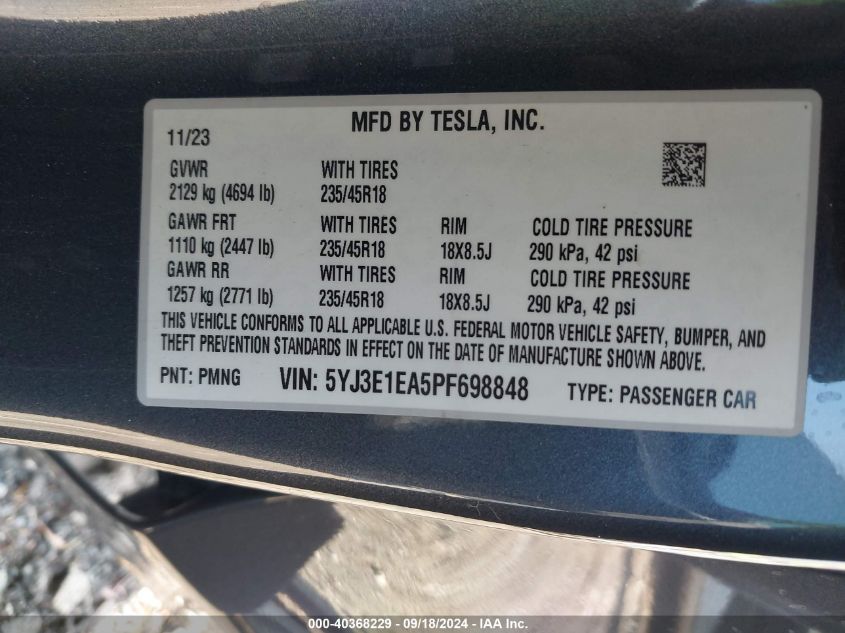 MFD BY TESLA, INC.
11/23
GVWR WITH TIRES
2129 kg (4694 lb) 235/45R18
GAWR FRT WITH TIRES RIM COLD TIRE PRESSURE
1110 kg (2447 lb) 235/45R18 18X8.5J 290 kPa, 42 psi
GAWR RR WITH TIRES RIM COLD TIRE PRESSURE
1257 kg (2771 lb) 235/45R18 18X8.5J 290 kPa, 42 psi
THIS VEHICLE CONFORMS TO ALL APPLICABLE U.S. FEDERAL MOTOR VEHICLE SAFETY, BUMPER, AND
THEFT PREVENTION STANDARDS IN EFFECT ON THE DATE OF MANUFACTURE SHOWN ABOVE.
PNT: PMNG VIN: 5YJ3E1EA5PF698848 TYPE: PASSENGER CAR
000-40368229 - 09/18/2024 - IAA Inc.